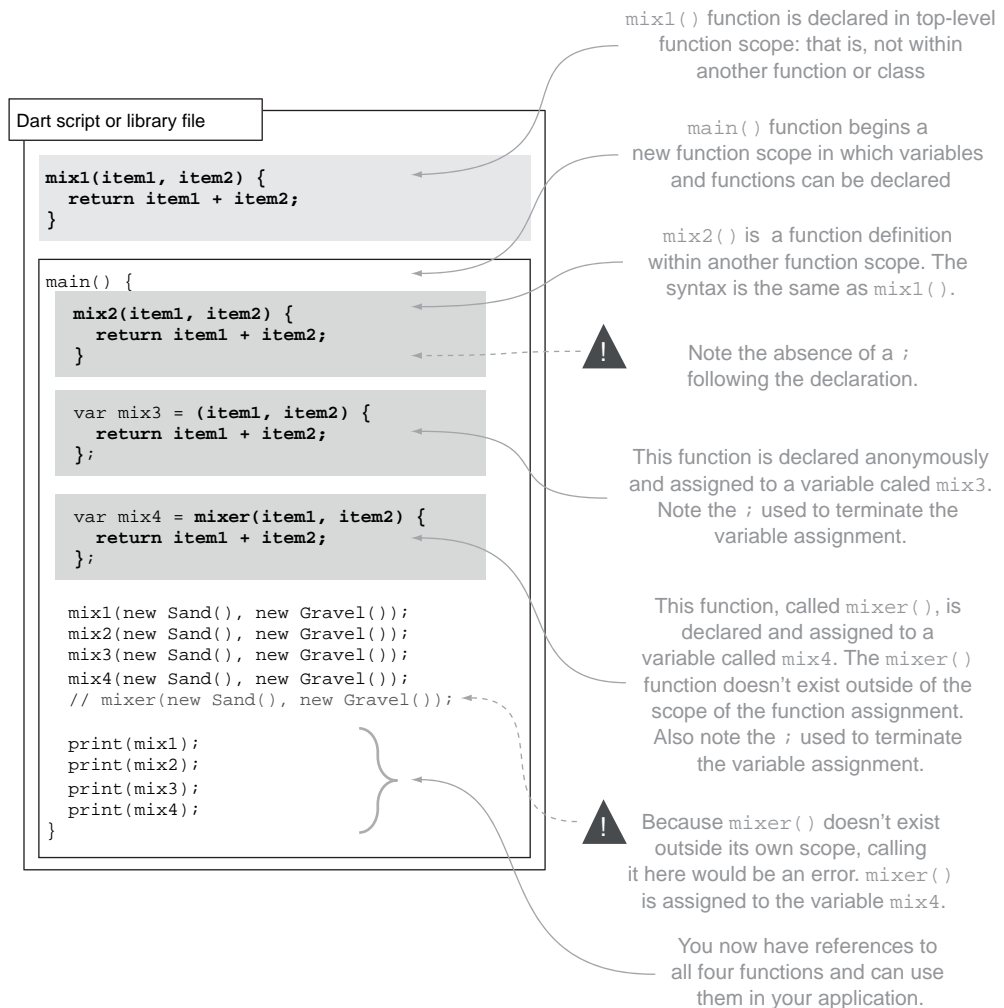 mix1() function is declared in top-level
function scope: that is, not within
another function or class
Dart script or library file
mix1(item1, item2) {
return item1 + item2;
}
main() function begins a
new function scope in which variables
and functions can be declared
main() {
mix2(item1, item2) {
return item1 + item2;
}
mix2() is a function definition
within another function scope. The
syntax is the same as mix1().
!
Note the absence of a ;
following the declaration.
var mix3 = (item1, item2) {
return item1 + item2;
};
This function is declared anonymously
and assigned to a variable caled mix3.
Note the ; used to terminate the
variable assignment.
var mix4 = mixer(item1, item2) {
return item1 + item2;
};
This function, called mixer(), is
declared and assigned to a
variable called mix4. The mixer()
function doesn't exist outside of the
scope of the function assignment.
Also note the ; used to terminate
the variable assignment.
mix1(new Sand(), new Gravel());
mix2(new Sand(), new Gravel());
mix3(new Sand(), new Gravel());
mix4(new Sand(), new Gravel());
// mixer(new Sand(), new Gravel());
print(mix1);
print(mix2);
print(mix3);
print(mix4);
}
!
Because mixer() doesn't exist
outside its own scope, calling
it here would be an error. mixer()
is assigned to the variable mix4.
You now have references to
all four functions and can use
them in your application.